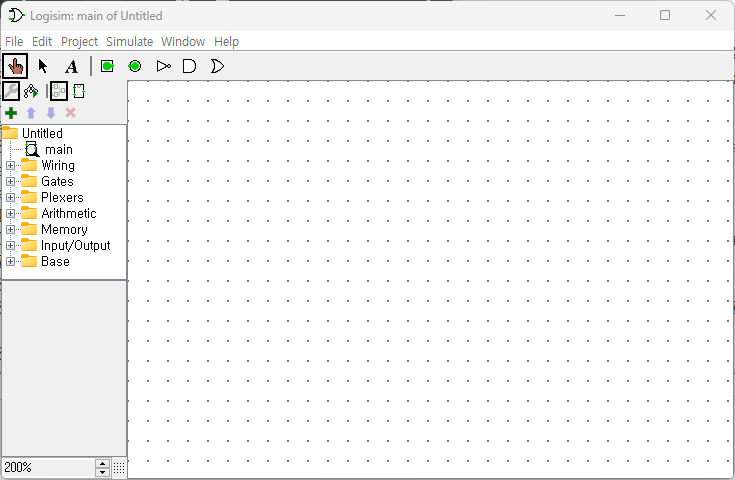 Logisim: main of Untitled
File Edit Project Simulate Window Help
A
Untitled
main
Wiring
Gates
Plexers
Arithmetic
Memory
Input/Output
Base
200%